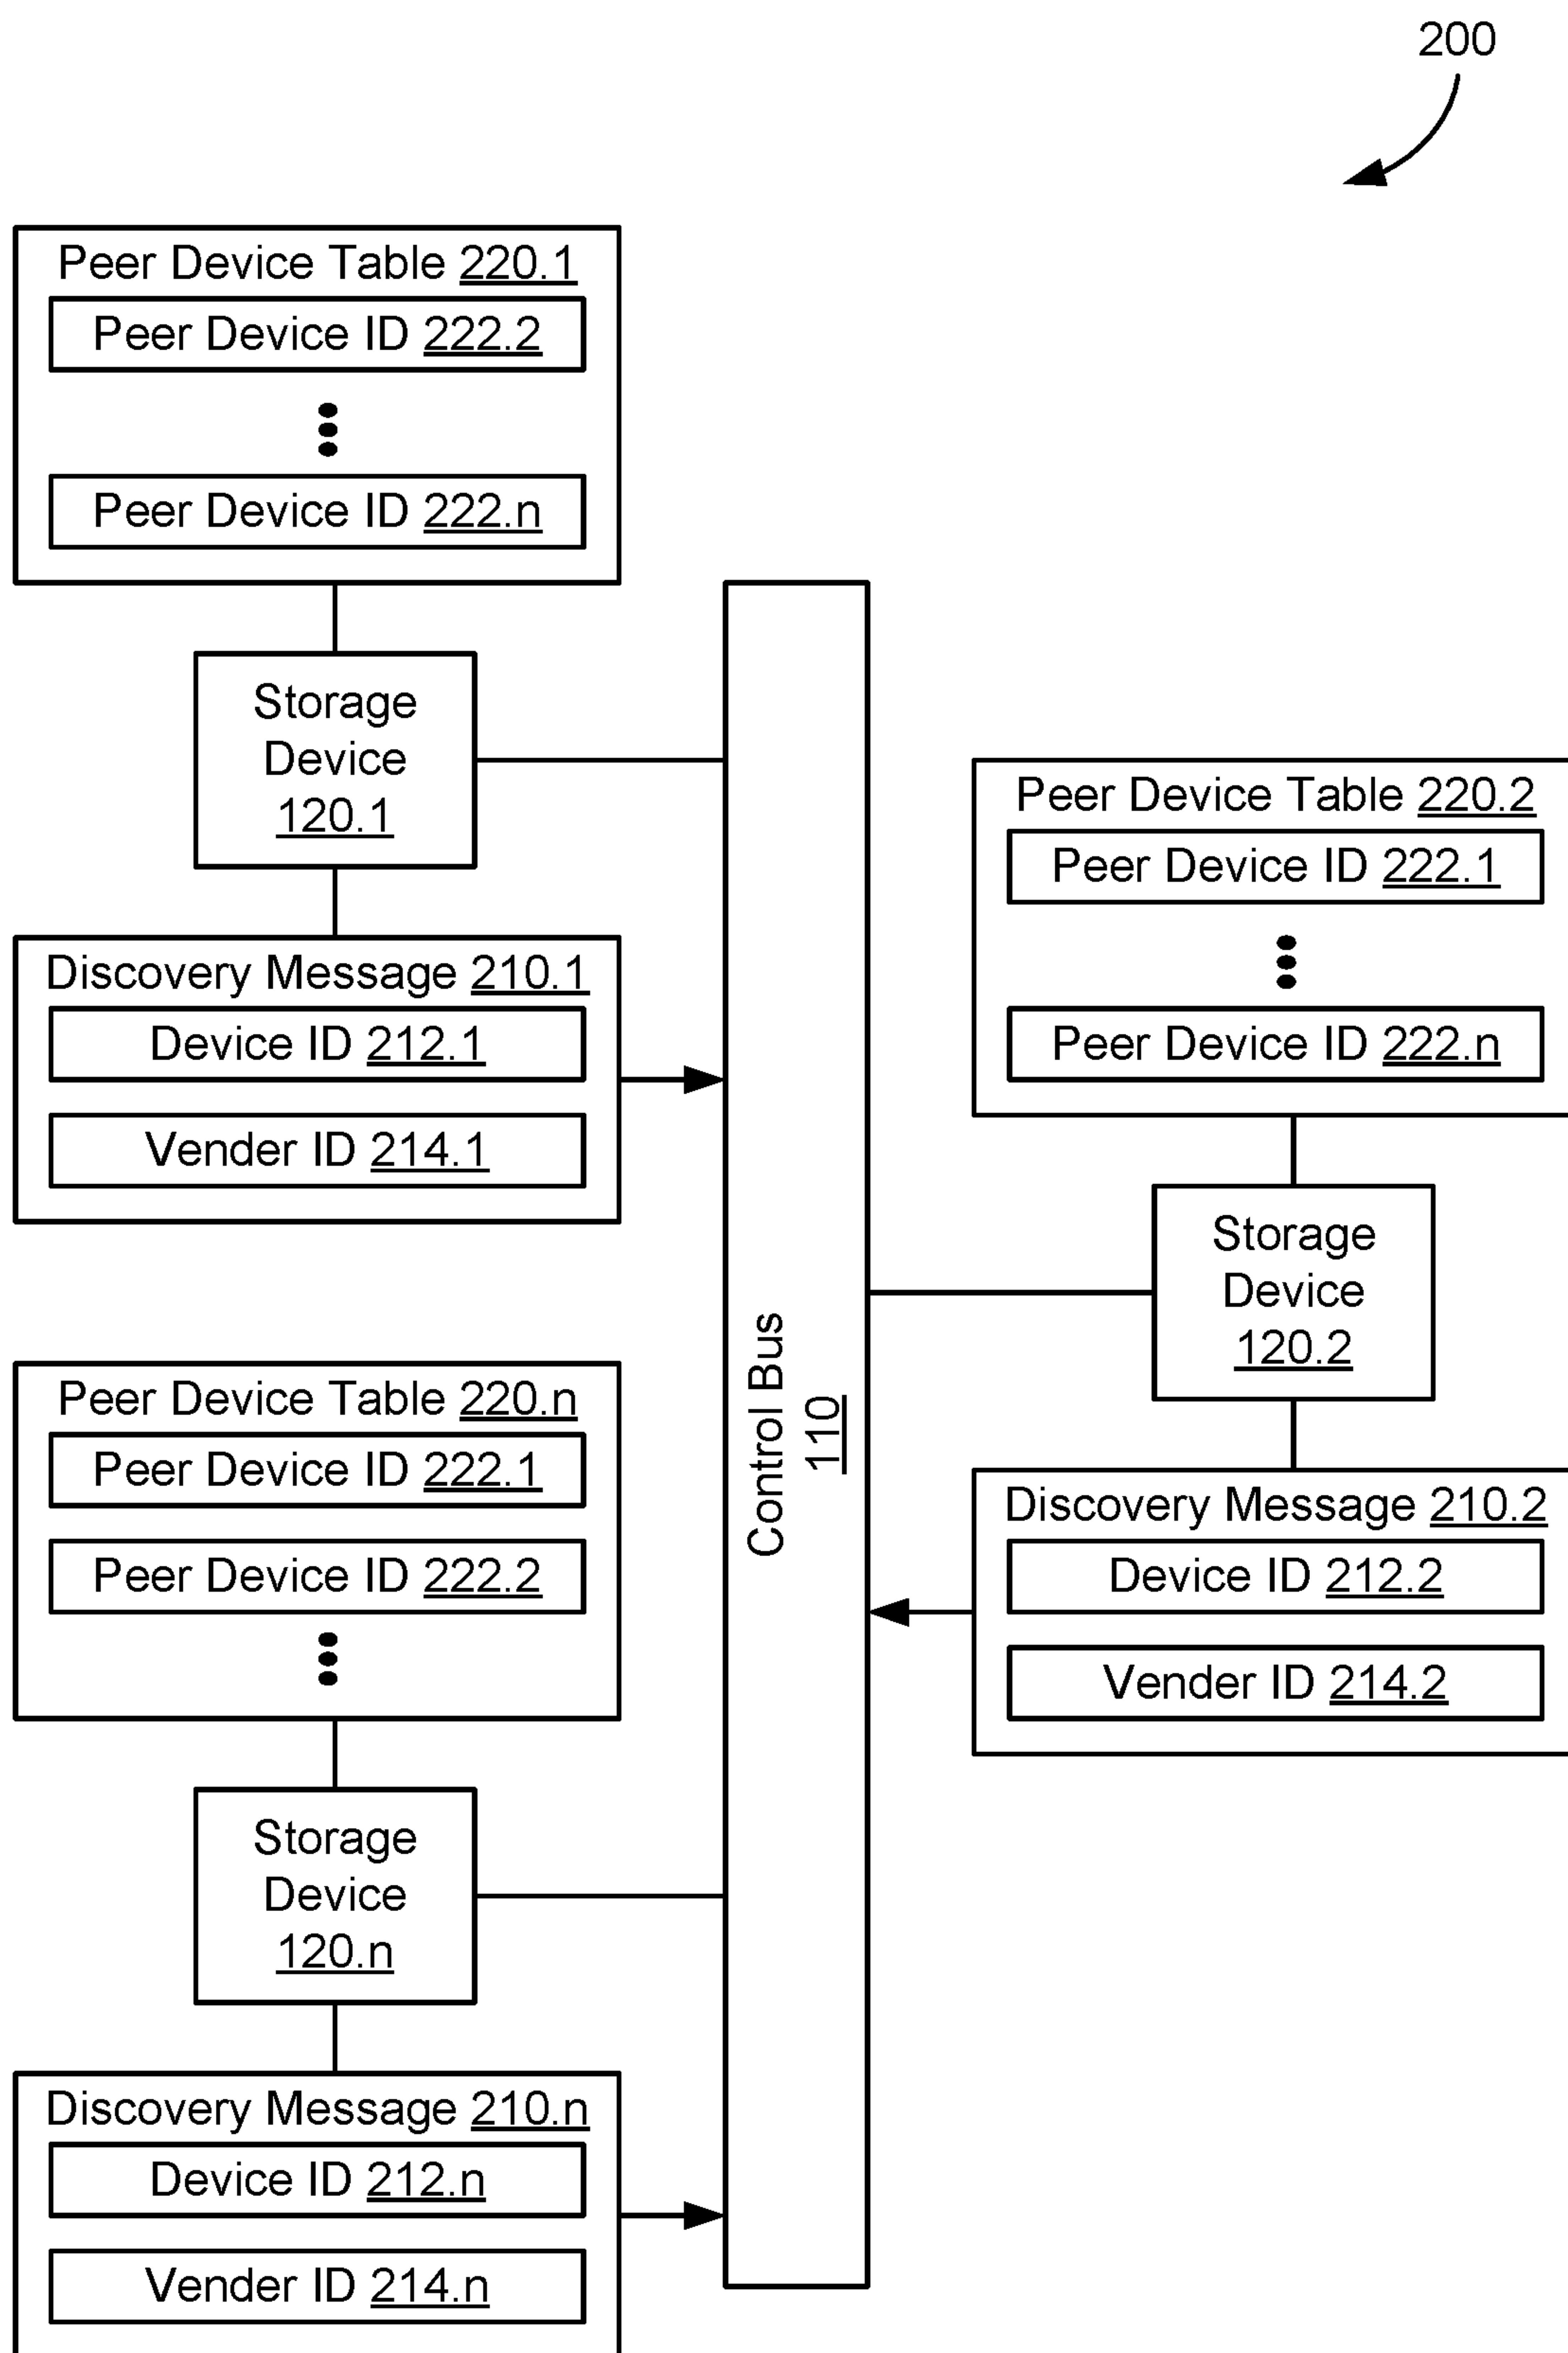 200
Peer Device Table 220.1
Peer Device ID 222.2
Peer Device ID 222.n
Storage
Device
120.1
Discovery Message 210.1
Device ID 212.1
Vender ID 214.1
Peer Device Table 220.n
Peer Device ID 222.1
Peer Device ID 222.2
Storage
Device
120.n
Discovery Message 210.n
Device ID 212.n
Vender ID 214.n
Control Bus
110
Peer Device Table 220.2
Peer Device ID 222.1
Peer Device ID 222.n
Storage
Device
120.2
Discovery Message 210.2
Device ID 212.2
Vender ID 214.2